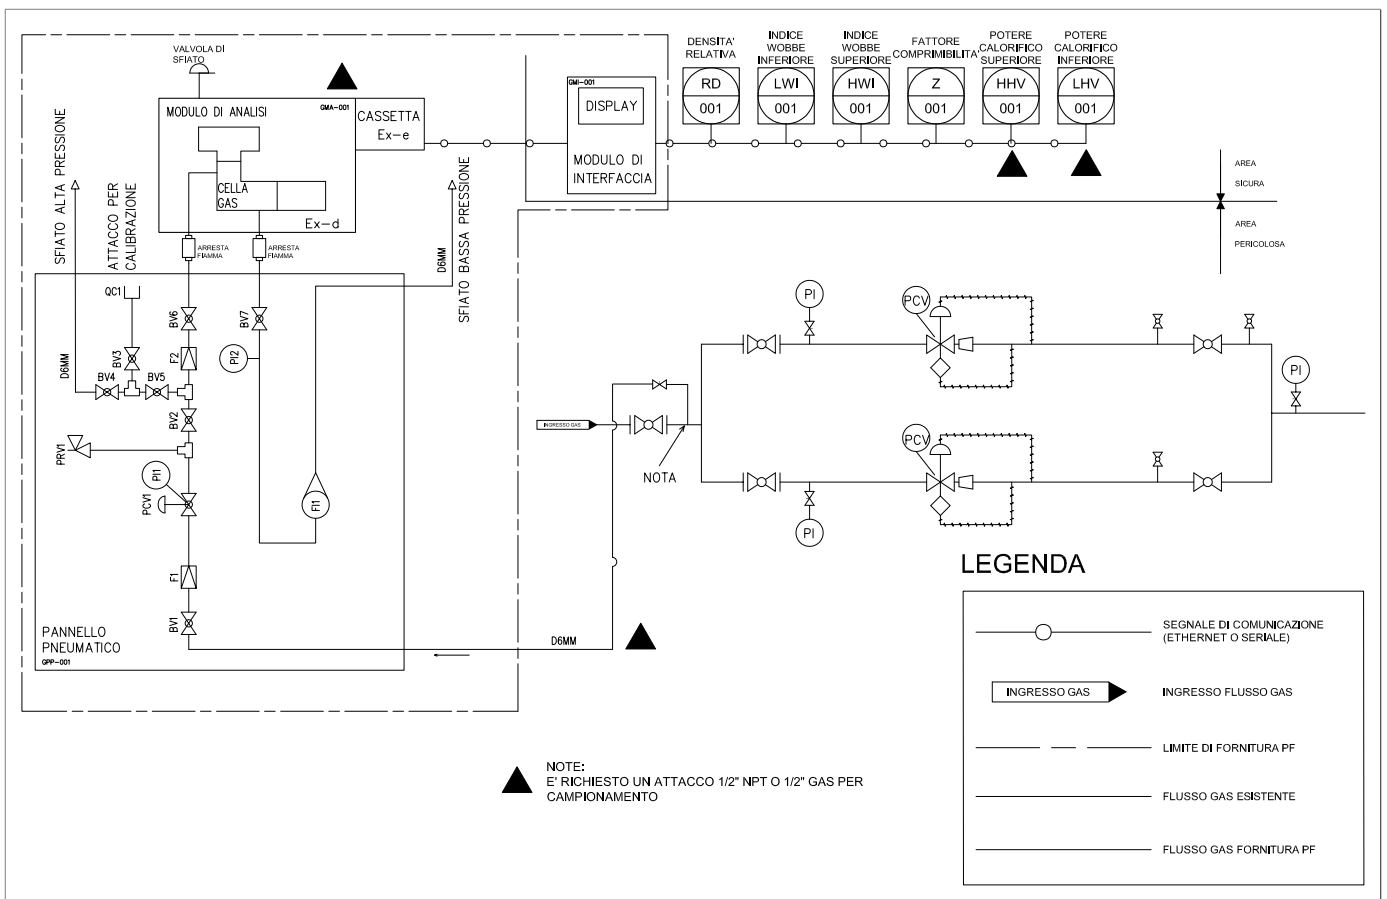 VALVOLA DI
SFIATO
DENSITA'
RELATIVA
INDICE
WOBBE
INFERIORE
INDICE
WOBBE
SUPERIORE
FATTORE
COMPRIMIBILITA'
POTERE
CALORIFICO
SUPERIORE
POTERE
CALORIFICO
INFERIORE
RD
001
LWI
001
HWI
001
Z
001
HHV
001
LHV
001
GMI-001
DISPLAY
MODULO DI
INTERFACCIA
MODULO DI ANALISI
GMA-001
CASSETTA
Ex-e
CELLA
GAS
Ex-d
SFIATO ALTA PRESSIONE
ATTACCO PER
CALIBRAZIONE
ARRESTA
FIAMMA
ARRESTA
FIAMMA
D6MM
SFIATO BASSA PRESSIONE
AREA
SICURA
AREA
PERICOLOSA
QC1
BV6
BV7
BV3
F2
PI2
D6MM
BV4
BV5
BV2
PRV1
PI1
PCV1
FI1
F1
BV1
PANNELLO
PNEUMATICO
GPP-001
D6MM
INGRESSO GAS
NOTA
PI
PCV
PI
PCV
PI
LEGENDA
SEGNALE DI COMUNICAZIONE
(ETHERNET O SERIALE)
INGRESSO GAS
INGRESSO FLUSSO GAS
LIMITE DI FORNITURA PF
FLUSSO GAS ESISTENTE
FLUSSO GAS FORNITURA PF
NOTE:
E' RICHIESTO UN ATTACCO 1/2" NPT O 1/2" GAS PER
CAMPIONAMENTO